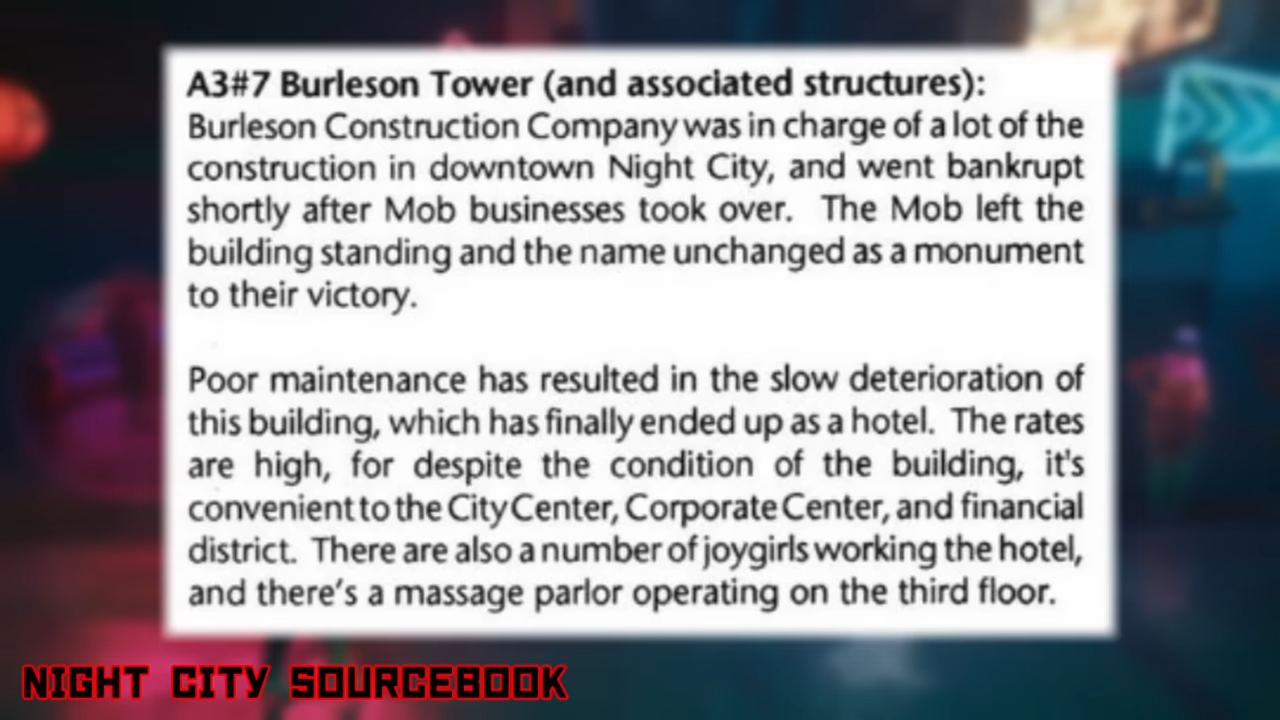 A3#7 Burleson Tower (and associated structures):
Burleson Construction Company was in charge of a lot of the
construction in downtown Night City, and went bankrupt
shortly after Mob businesses took over. The Mob left the
building standing and the name unchanged as a monument
to their victory.
Poor maintenance has resulted in the slow deterioration of
this building, which has finally ended up as a hotel. The rates
are high, for despite the condition of the building, it's
convenient to the City Center, Corporate Center, and financial
district. There are also a number of joygirls working the hotel,
and there's a massage parlor operating on the third floor.
NIGHT CITY SOURCEBOOK